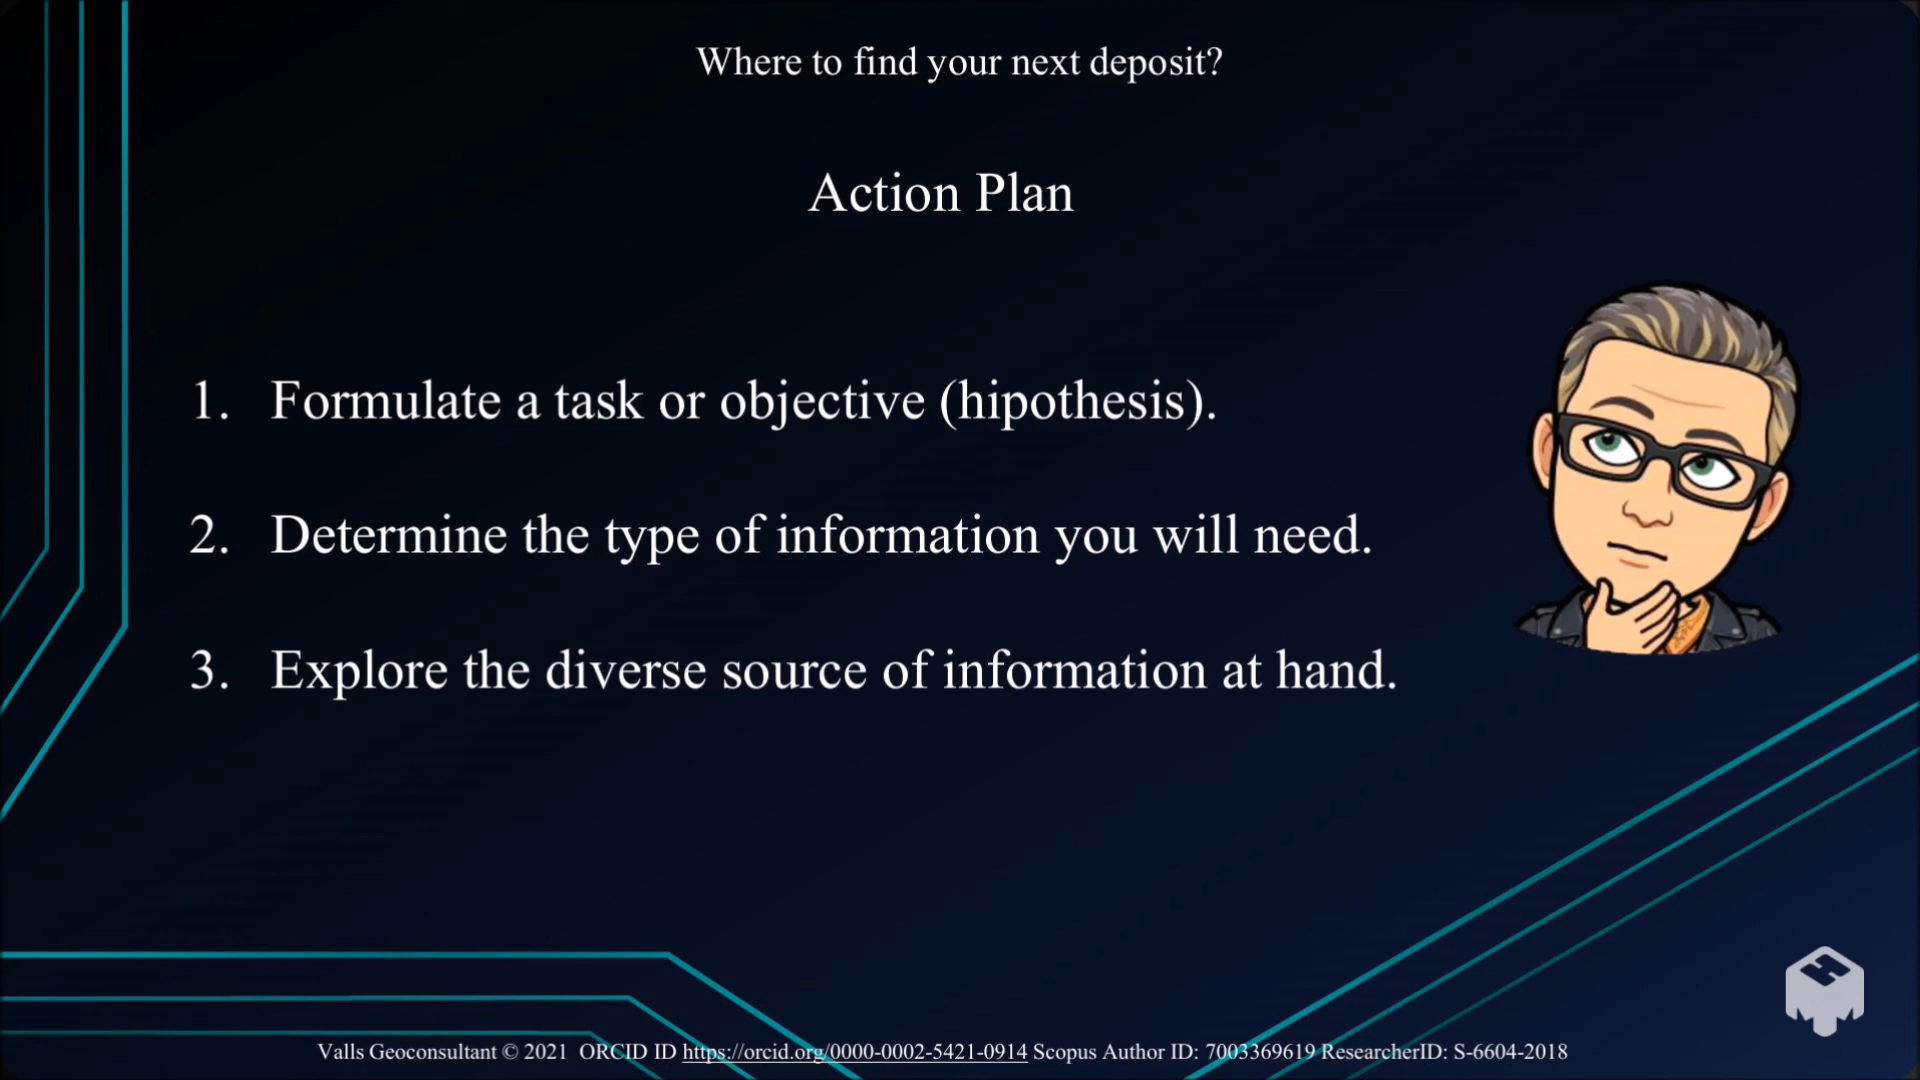 Where to find your next deposit?
Action Plan
1. Formulate a task or objective (hipothesis).
2. Determine the type of information you will need.
3. Explore the diverse source of information at hand.
Valls Geoconsultant © 2021 ORCID ID https://orcid.org/0000-0002-5421-0914 Scopus Author ID: 7003369619 ResearcherID: S-6604-2018